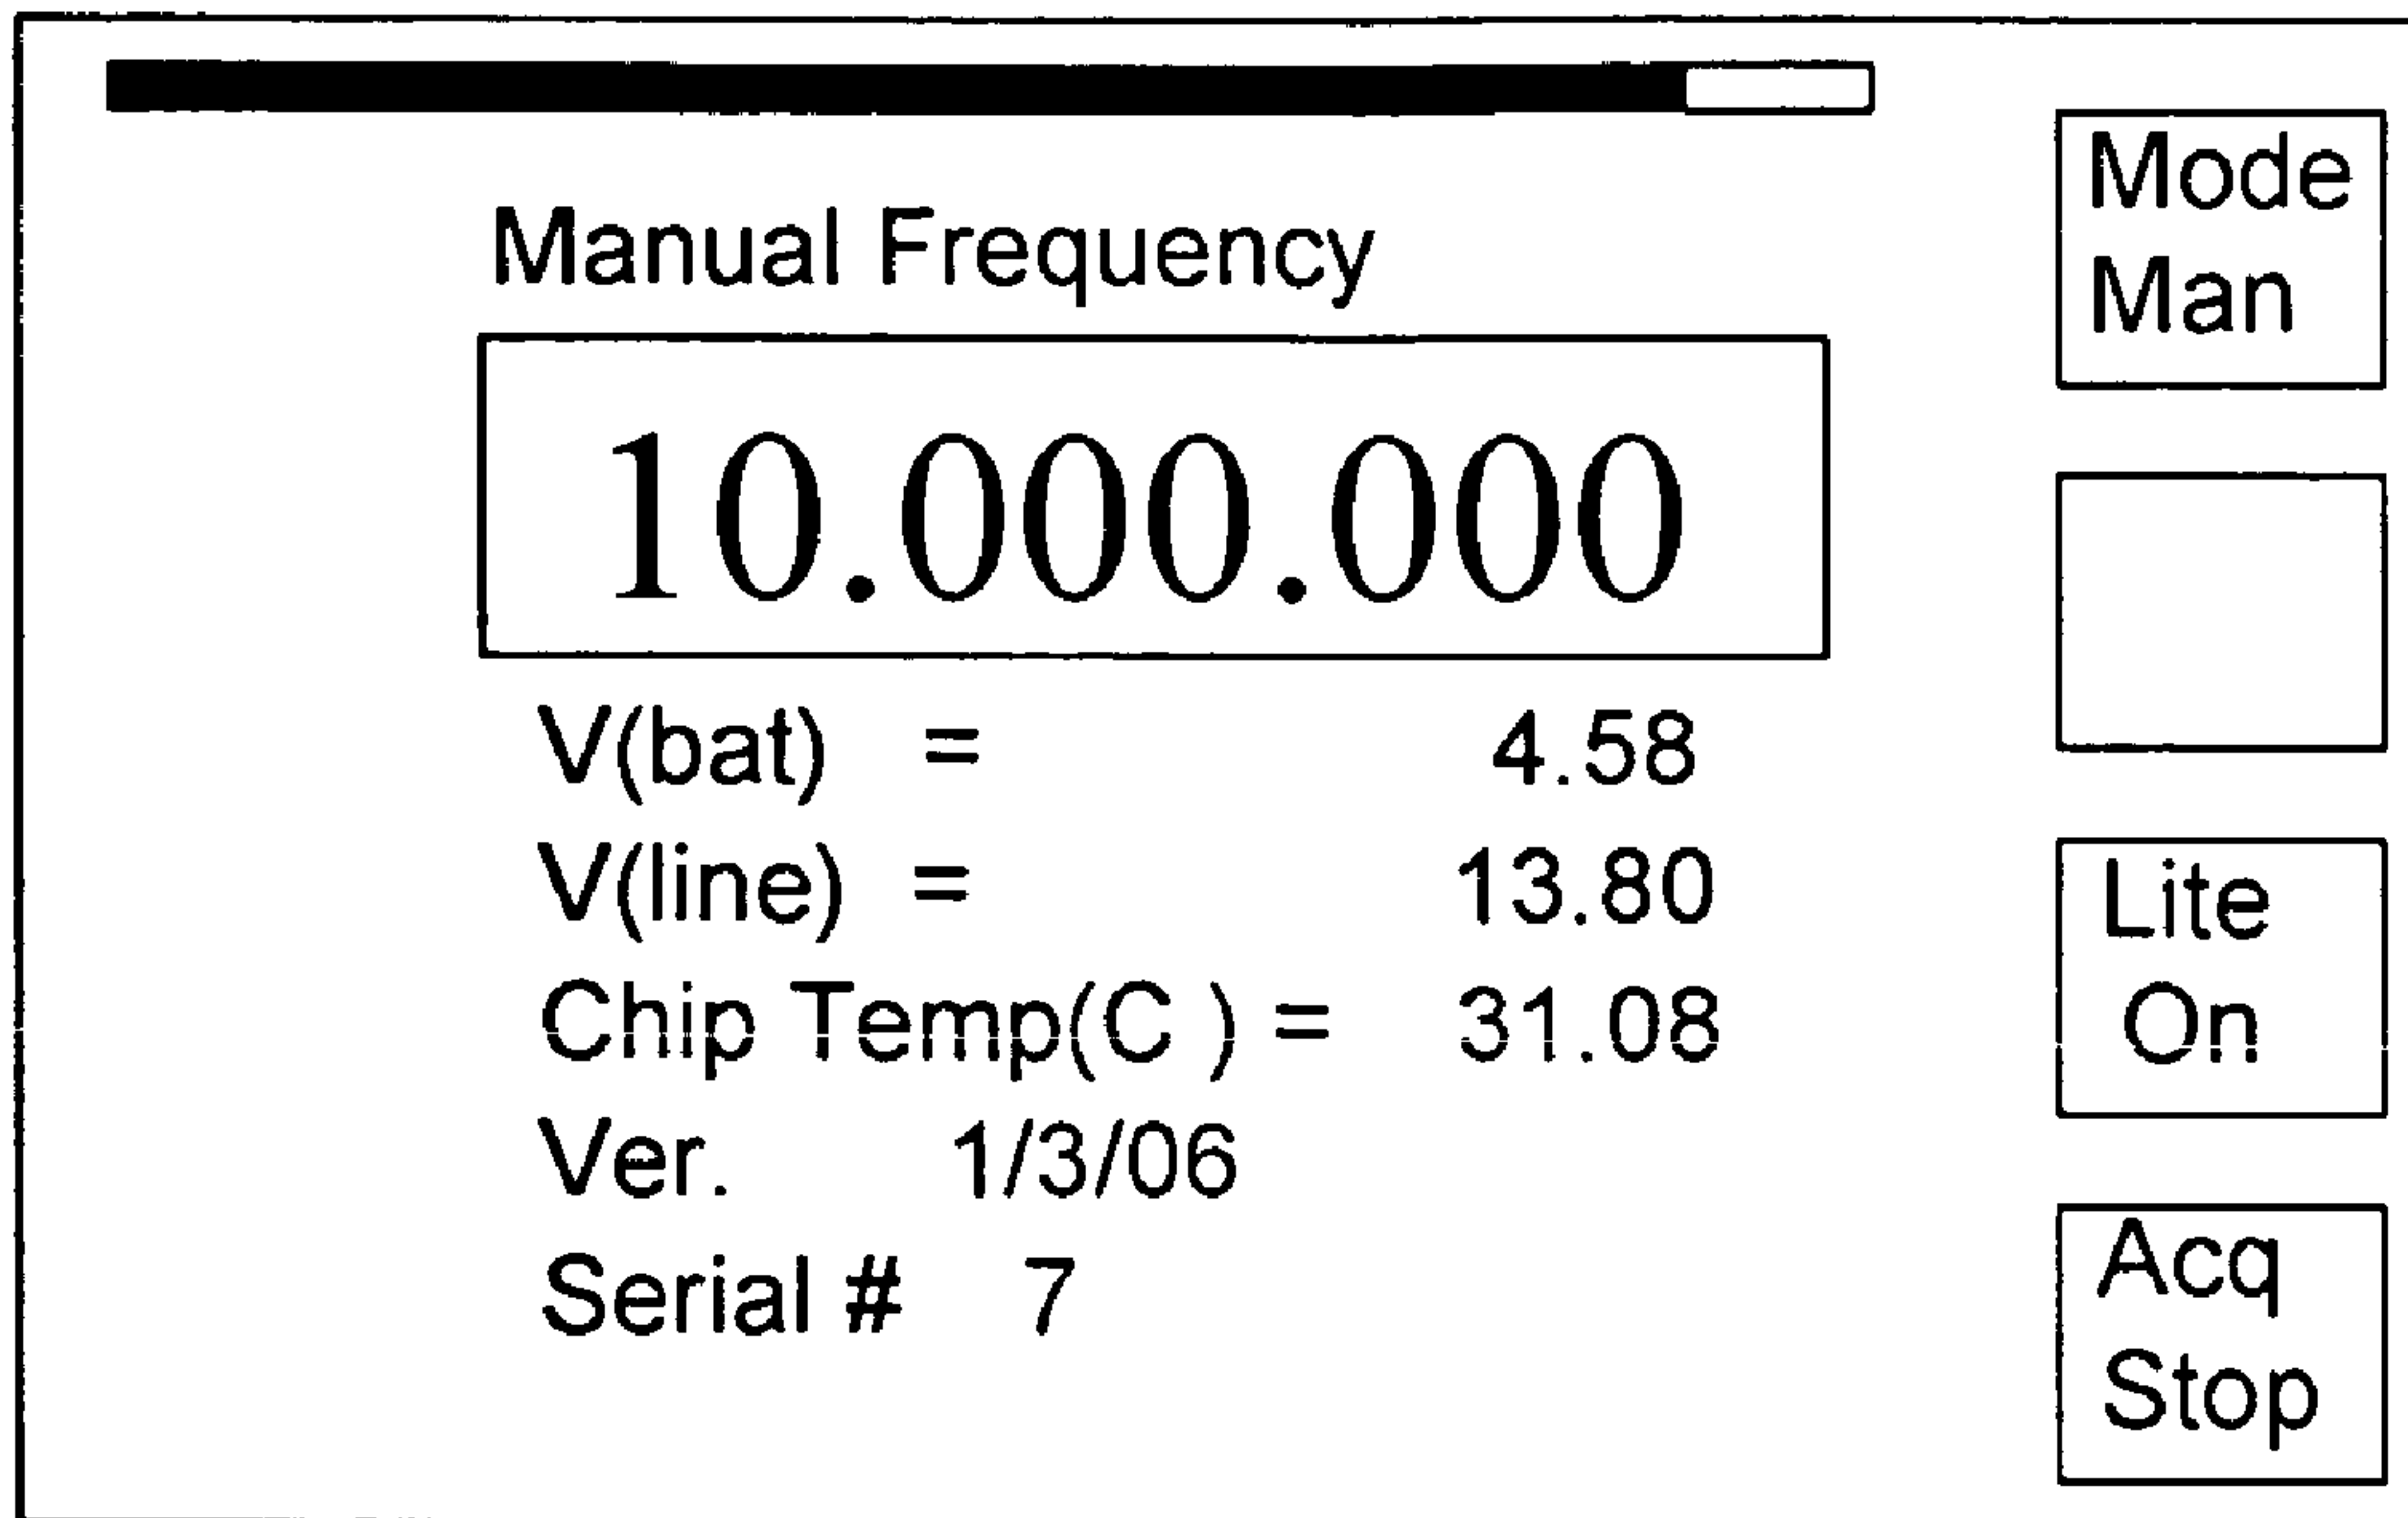 Manual Frequency
10.000.000
V(bat) = 4.58
V(line) = 13.80
Chip Temp(C ) = 31.08
Ver. 1/3/06
Serial # 7
Mode
Man
Lite
On
Acq
Stop